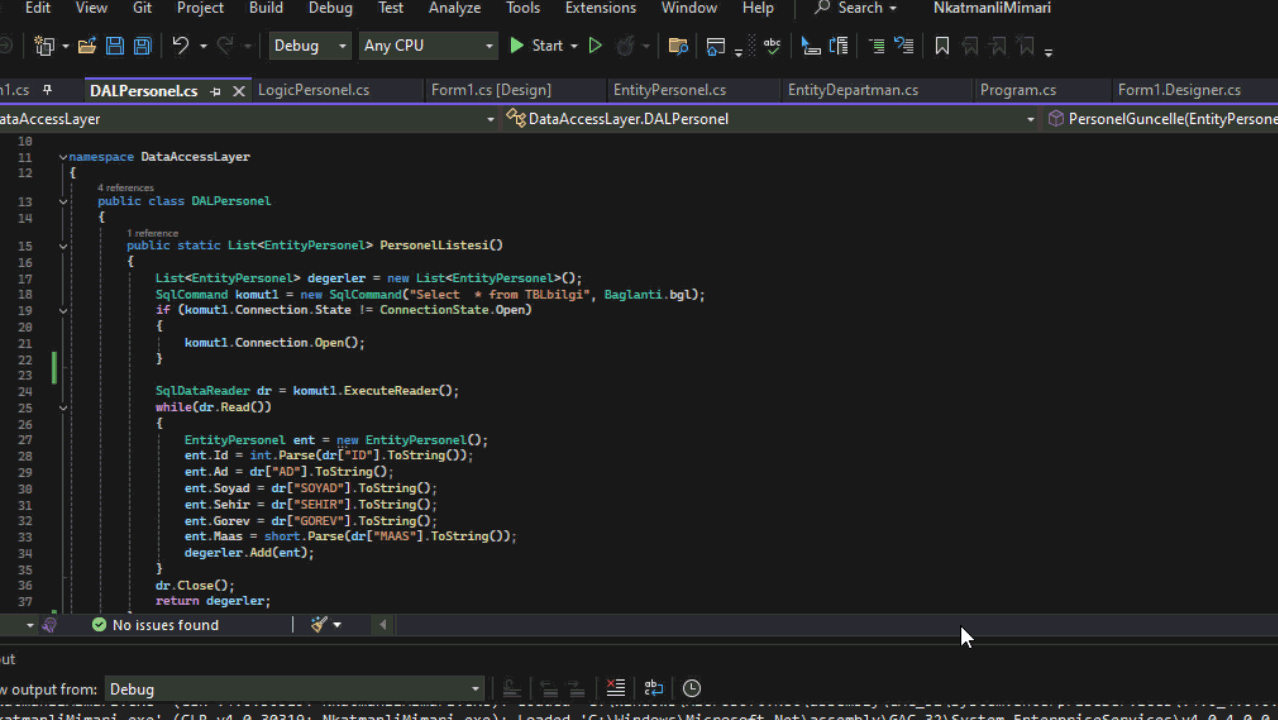 Edit View Git Project Build Debug Test Analyze Tools Extensions Window Help Search NkatmanliMimari
Debug Any CPU Start
n1.cs DALPersonel.cs LogicPersonel.cs Form1.cs [Design] EntityPersonel.cs EntityDepartman.cs Program.cs Form1.Designer.cs
ataAccessLayer DataAccessLayer.DALPersonel PersonelGuncelle(EntityPersone
10
11 namespace DataAccessLayer
12 {
4 references
13 public class DALPersonel
14 {
1 reference
15 public static List<EntityPersonel> PersonelListesi()
16 {
17 List<EntityPersonel> degerler = new List<EntityPersonel>();
18 SqlCommand komut1 = new SqlCommand("Select  * from TBLbilgi", Baglanti.bgl);
19 if (komut1.Connection.State != ConnectionState.Open)
20 {
21 komut1.Connection.Open();
22 }
23
24 SqlDataReader dr = komut1.ExecuteReader();
25 while(dr.Read())
26 {
27 EntityPersonel ent = new EntityPersonel();
28 ent.Id = int.Parse(dr["ID"].ToString());
29 ent.Ad = dr["AD"].ToString();
30 ent.Soyad = dr["SOYAD"].ToString();
31 ent.Sehir = dr["SEHIR"].ToString();
32 ent.Gorev = dr["GOREV"].ToString();
33 ent.Maas = short.Parse(dr["MAAS"].ToString());
34 degerler.Add(ent);
35 }
36 dr.Close();
37 return degerler;
No issues found
out
w output from: Debug
katmanliMimari.exe' (CLR v4.0.30319: NkatmanliMimari.exe): Loaded 'C:\Windows\Microsoft.Net\assembly\GAC_32\System.EnterpriseServices\v4.0_4.0.0